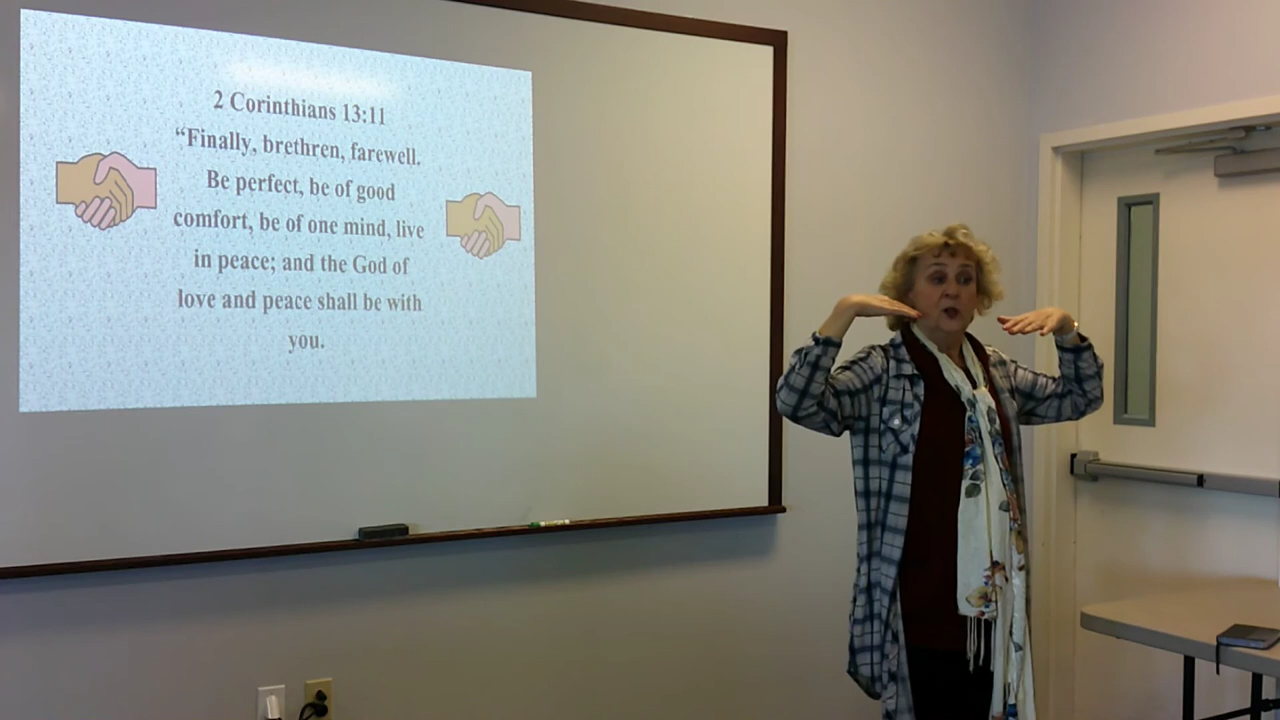 2 Corinthians 13:11
“Finally, brethren, farewell.
Be perfect, be of good
comfort, be of one mind, live
in peace; and the God of
love and peace shall be with
you.